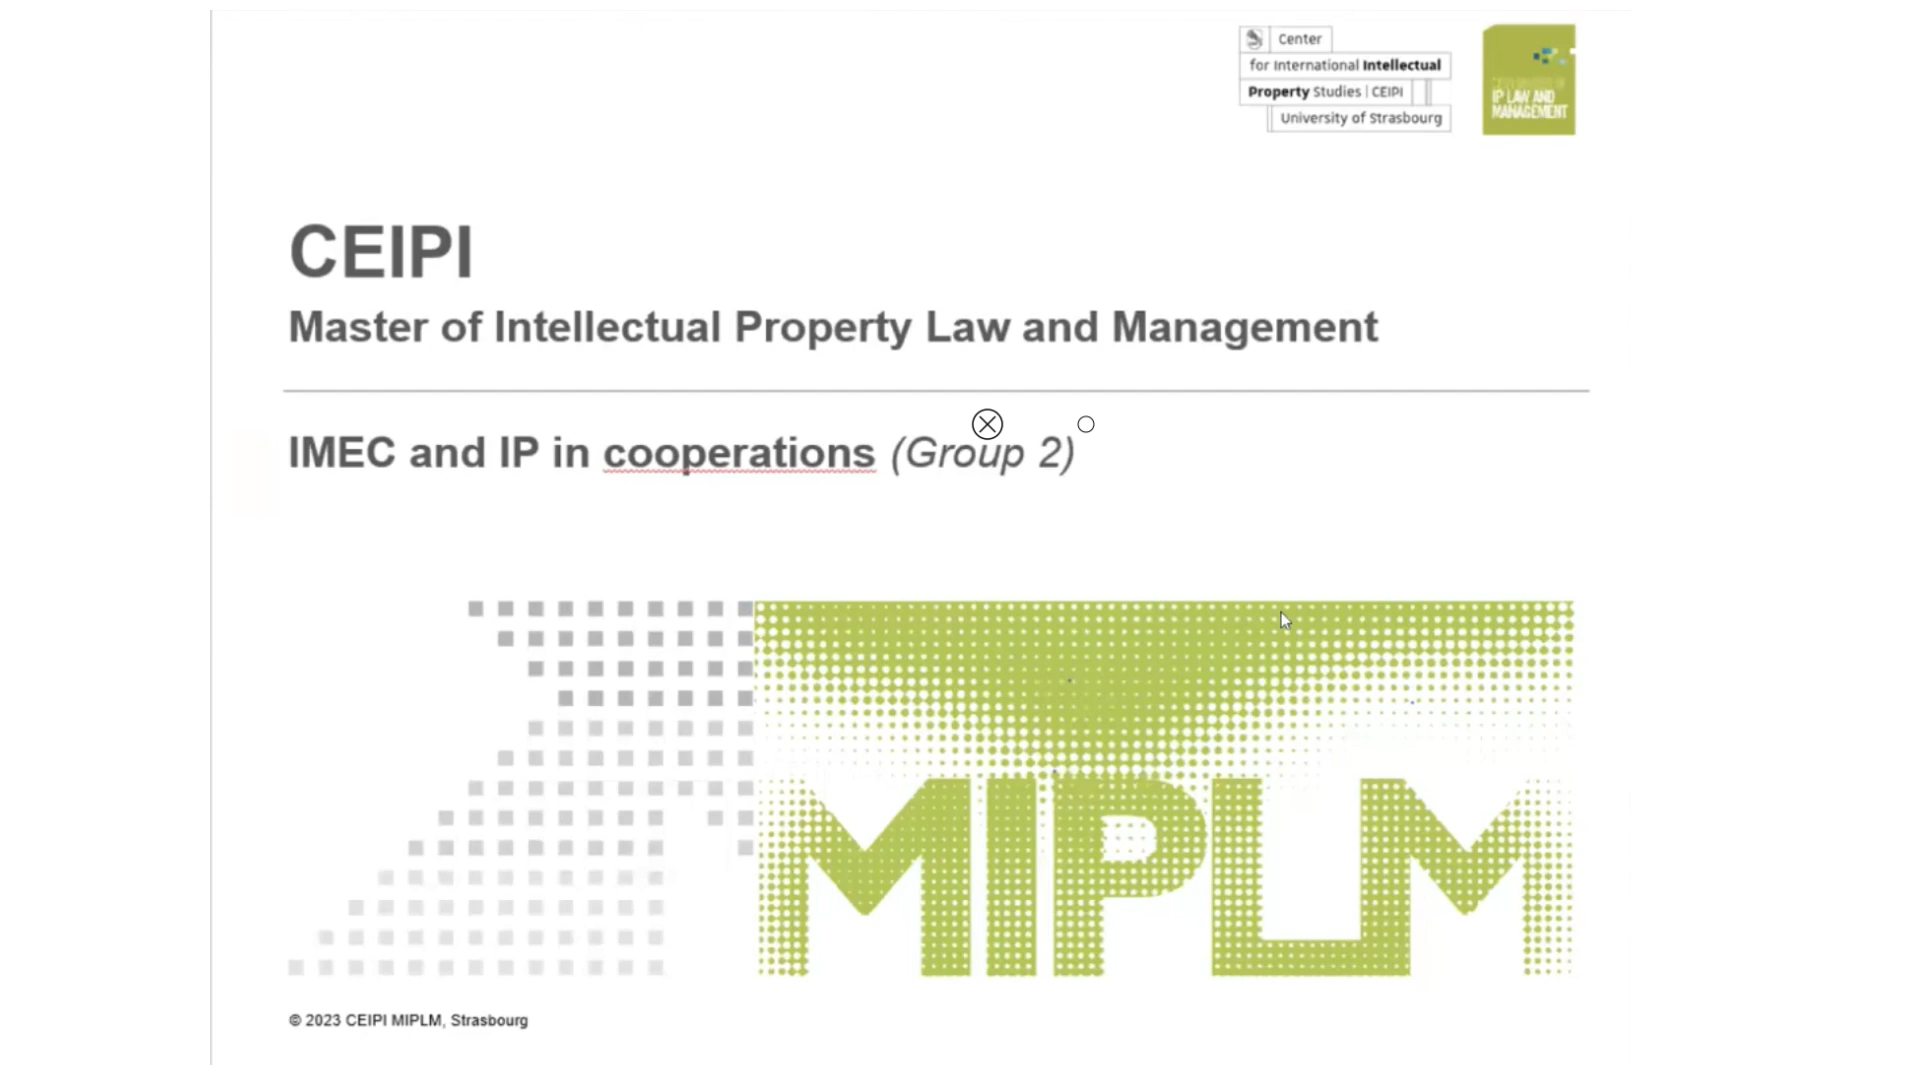 Center
for International Intellectual
Property Studies | CEIPI
University of Strasbourg
IP LAW AND
MANAGEMENT
CEIPI
Master of Intellectual Property Law and Management
IMEC and IP in cooperations (Group 2)
MIPLM
© 2023 CEIPI MIPLM, Strasbourg